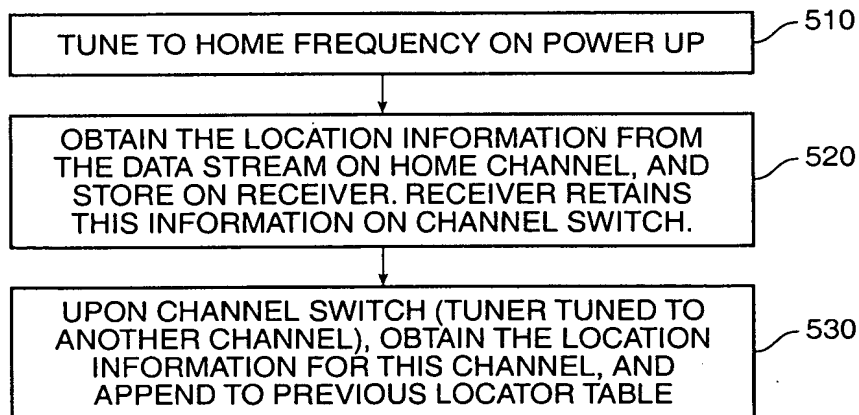 TUNE TO HOME FREQUENCY ON POWER UP
510
OBTAIN THE LOCATION INFORMATION FROM
THE DATA STREAM ON HOME CHANNEL, AND
STORE ON RECEIVER. RECEIVER RETAINS
THIS INFORMATION ON CHANNEL SWITCH.
520
UPON CHANNEL SWITCH (TUNER TUNED TO
ANOTHER CHANNEL), OBTAIN THE LOCATION
INFORMATION FOR THIS CHANNEL, AND
APPEND TO PREVIOUS LOCATOR TABLE
530